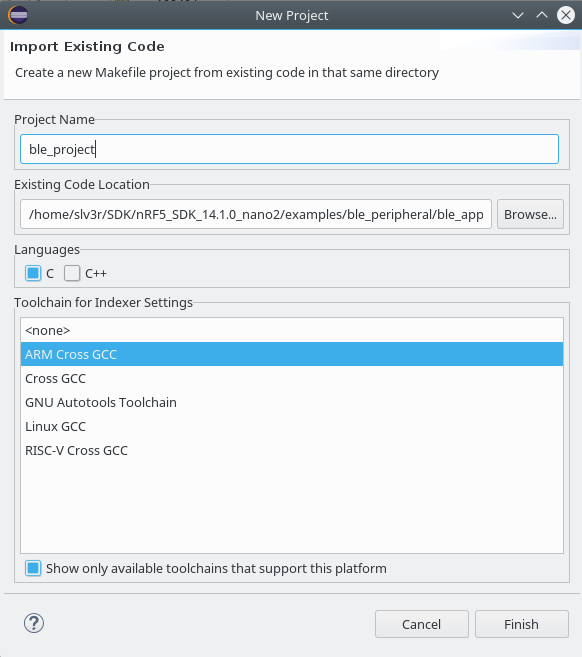 New Project
Import Existing Code
Create a new Makefile project from existing code in that same directory
Project Name
ble_project
Existing Code Location
/home/slv3r/SDK/nRF5_SDK_14.1.0_nano2/examples/ble_peripheral/ble_app
Browse...
Languages
C
C++
Toolchain for Indexer Settings
<none>
ARM Cross GCC
Cross GCC
GNU Autotools Toolchain
Linux GCC
RISC-V Cross GCC
Show only available toolchains that support this platform
?
Cancel
Finish